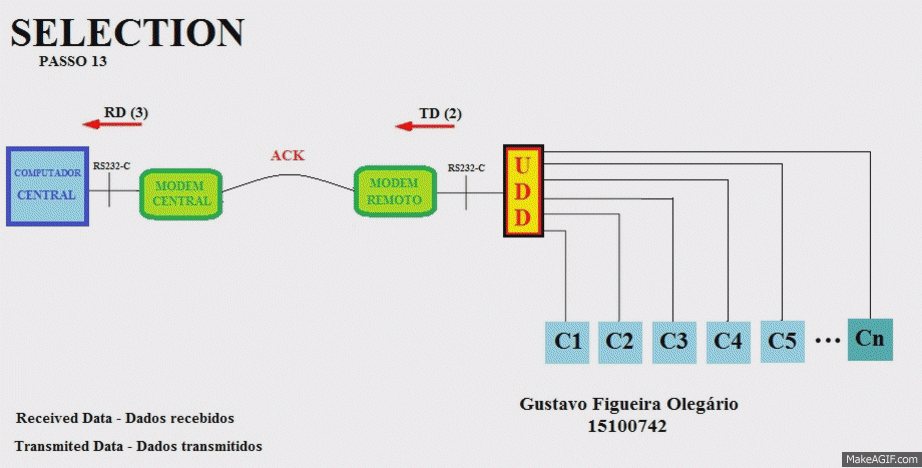 SELECTION
PASSO 13
RD (3)
TD (2)
ACK
RS232-C
RS232-C
COMPUTADOR
CENTRAL
MODEM
CENTRAL
MODEM
REMOTO
U
D
D
C1 C2 C3 C4 C5 ... Cn
Gustavo Figueira Olegário
15100742
Received Data - Dados recebidos
Transmited Data - Dados transmitidos
MakeAGIF.com